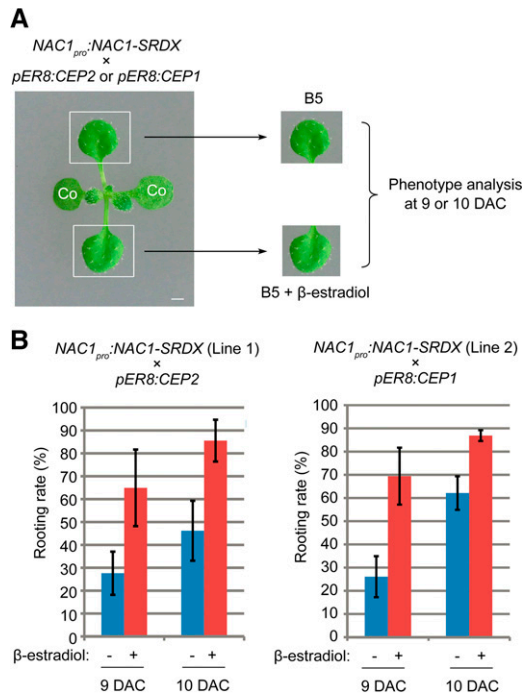 A
NAC1pro:NAC1-SRDX
×
pER8:CEP2 or pER8:CEP1
Co
Co
B5
B5 + β-estradiol
Phenotype analysis
at 9 or 10 DAC
B
NAC1pro:NAC1-SRDX (Line 1)
×
pER8:CEP2
Rooting rate (%)
100
90
80
70
60
50
40
30
20
10
0
β-estradiol: - + - +
9 DAC 10 DAC
NAC1pro:NAC1-SRDX (Line 2)
×
pER8:CEP1
Rooting rate (%)
100
90
80
70
60
50
40
30
20
10
0
- + - +
9 DAC 10 DAC